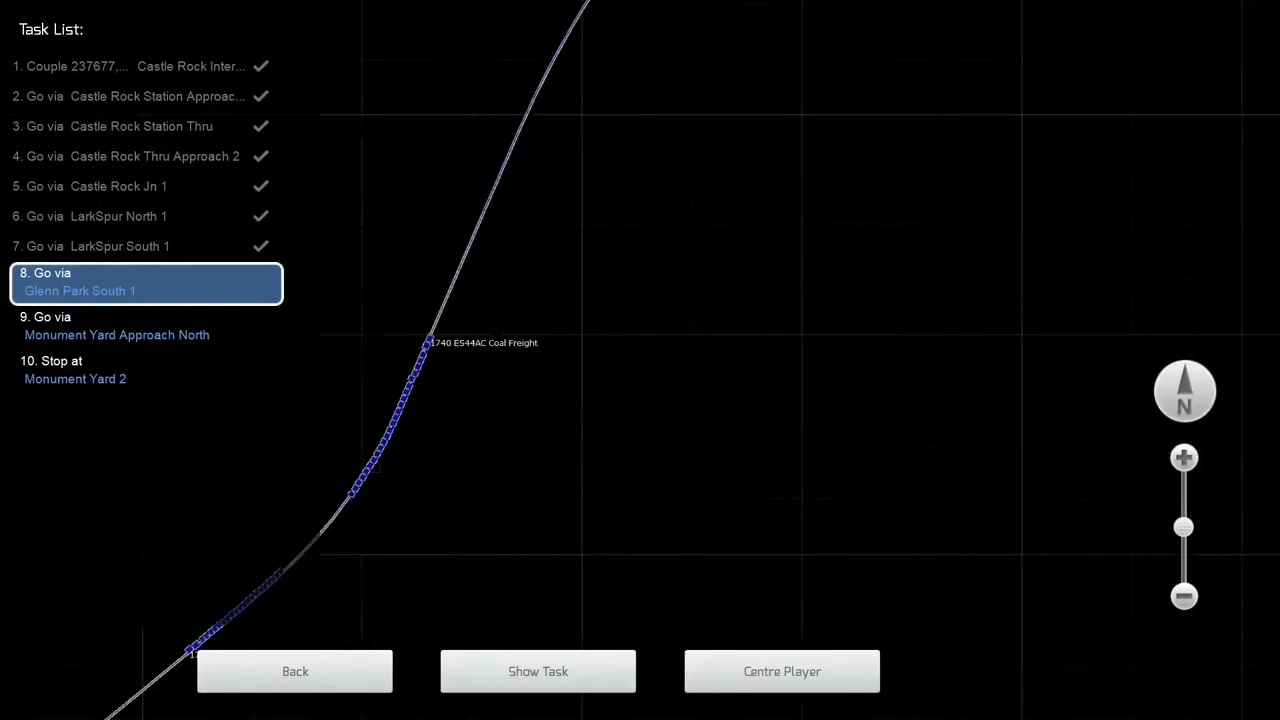 Task List:
1. Couple 237677,... Castle Rock Inter...
2. Go via Castle Rock Station Approac...
3. Go via Castle Rock Station Thru
4. Go via Castle Rock Thru Approach 2
5. Go via Castle Rock Jn 1
6. Go via LarkSpur North 1
7. Go via LarkSpur South 1
8. Go via
Glenn Park South 1
9. Go via
Monument Yard Approach North
10. Stop at
Monument Yard 2
1740 ES44AC Coal Freight
N
Back
Show Task
Centre Player